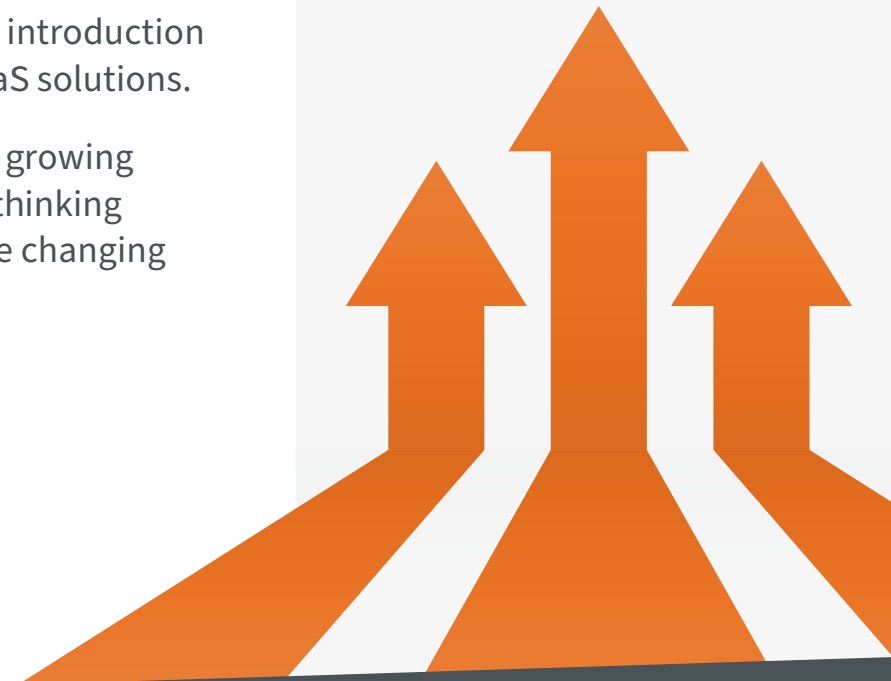 introduction
aS solutions.
growing
thinking
e changing